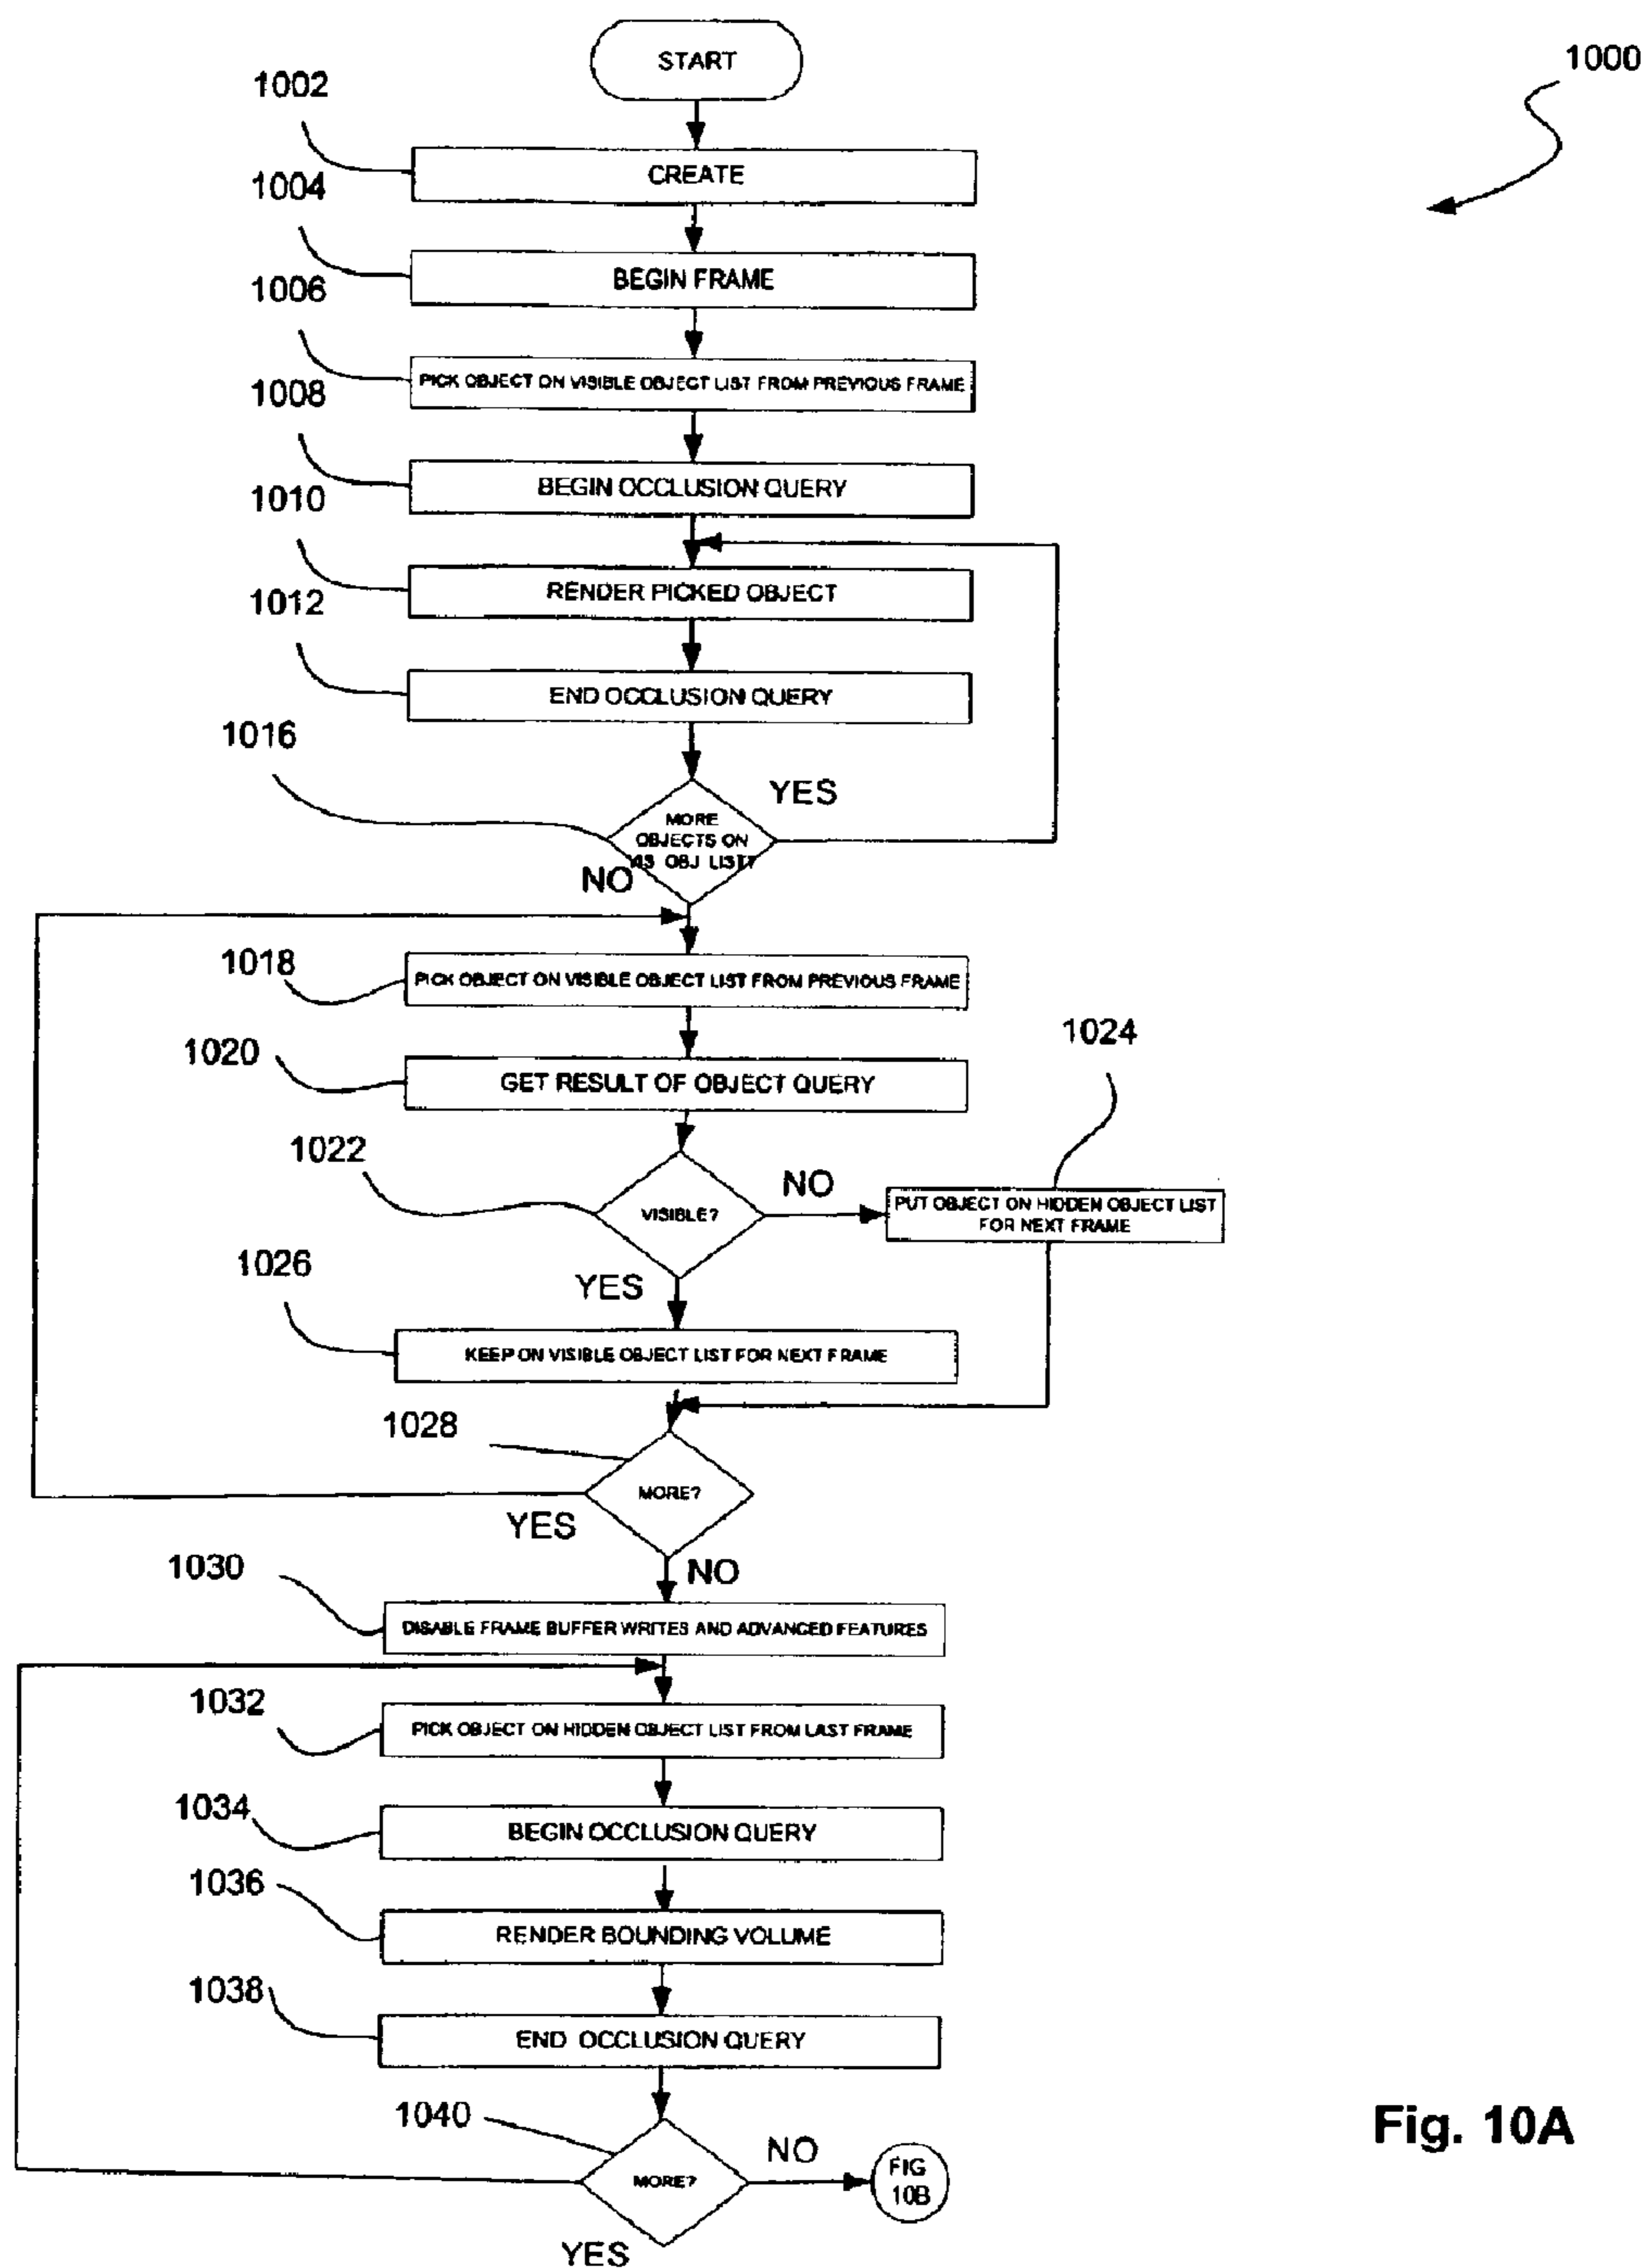 START
1000
1002
CREATE
1004
BEGIN FRAME
1006
PICK OBJECT ON VISIBLE OBJECT LIST FROM PREVIOUS FRAME
1008
BEGIN OCCLUSION QUERY
1010
RENDER PICKED OBJECT
1012
END OCCLUSION QUERY
1016
YES
MORE
OBJECTS ON
VIS OBJ LIST?
NO
1018
PICK OBJECT ON VISIBLE OBJECT LIST FROM PREVIOUS FRAME
1020
GET RESULT OF OBJECT QUERY
1024
1022
VISIBLE?
NO
PUT OBJECT ON HIDDEN OBJECT LIST
FOR NEXT FRAME
YES
1026
KEEP ON VISIBLE OBJECT LIST FOR NEXT FRAME
1028
MORE?
YES
NO
1030
DISABLE FRAME BUFFER WRITES AND ADVANCED FEATURES
1032
PICK OBJECT ON HIDDEN OBJECT LIST FROM LAST FRAME
1034
BEGIN OCCLUSION QUERY
1036
RENDER BOUNDING VOLUME
1038
END OCCLUSION QUERY
1040
MORE?
NO
FIG
10B
YES
Fig. 10A